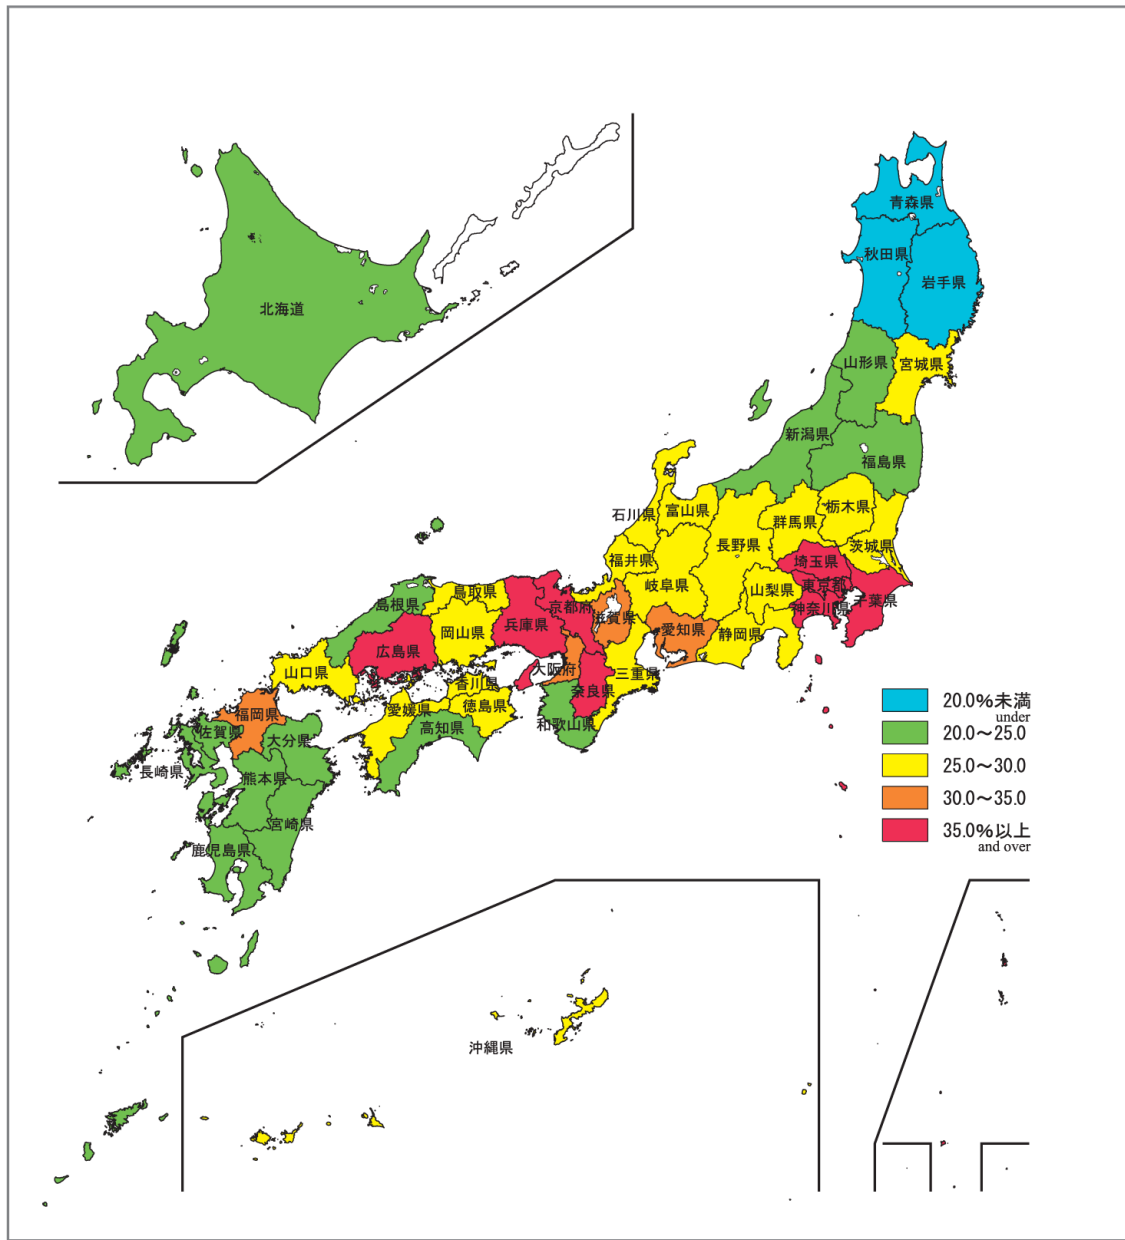 北海道
青森県
秋田県
岩手県
山形県
宮城県
新潟県
福島県
石川県
富山県
群馬県
栃木県
茨城県
福井県
長野県
岐阜県
埼玉県
東京都
山梨県
神奈川県
千葉県
静岡県
愛知県
滋賀県
京都府
兵庫県
鳥取県
島根県
岡山県
広島県
大阪府
奈良県
三重県
和歌山県
山口県
香川県
徳島県
愛媛県
高知県
福岡県
佐賀県
大分県
長崎県
熊本県
宮崎県
鹿児島県
沖縄県
20.0%未満
under
20.0～25.0
25.0～30.0
30.0～35.0
35.0%以上
and over